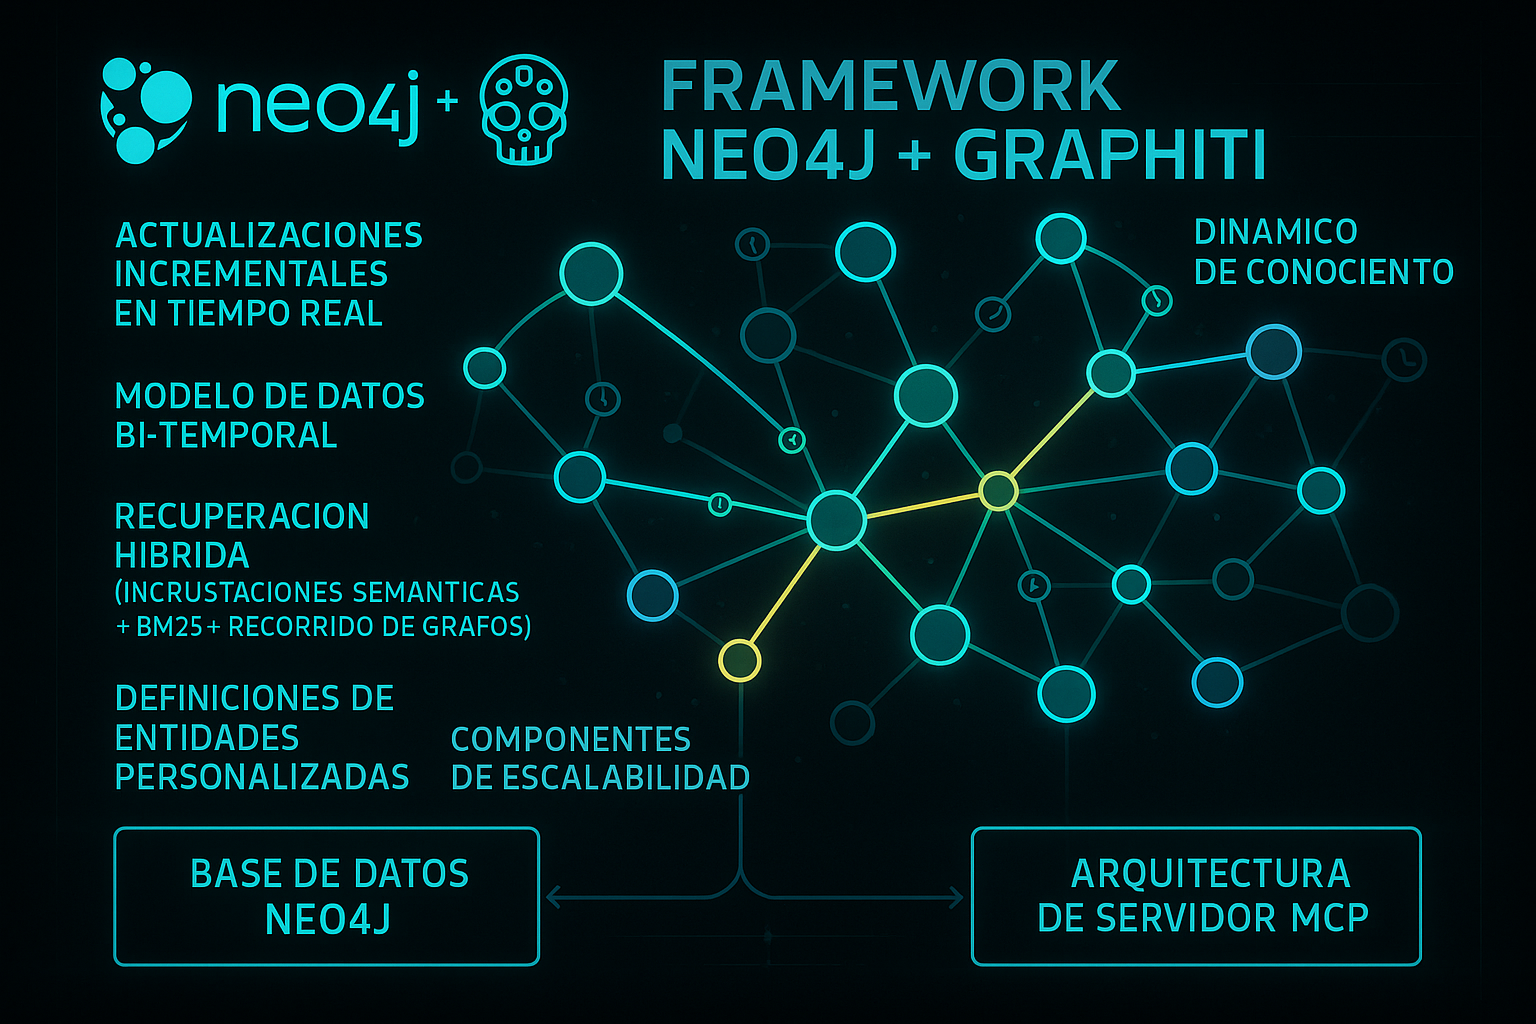 neo4j +
FRAMEWORK
NEO4J + GRAPHITI
ACTUALIZACIONES
INCREMENTALES
EN TIEMPO REAL
DINAMICO
DE CONOCIENTO
MODELO DE DATOS
BI-TEMPORAL
RECUPERACION
HIBRIDA
(INCRUSTACIONES SEMANTICAS
+ BM25 + RECORRIDO DE GRAFOS)
DEFINICIONES DE
ENTIDADES
PERSONALIZADAS
COMPONENTES
DE ESCALABILIDAD
BASE DE DATOS
NEO4J
ARQUITECTURA
DE SERVIDOR MCP